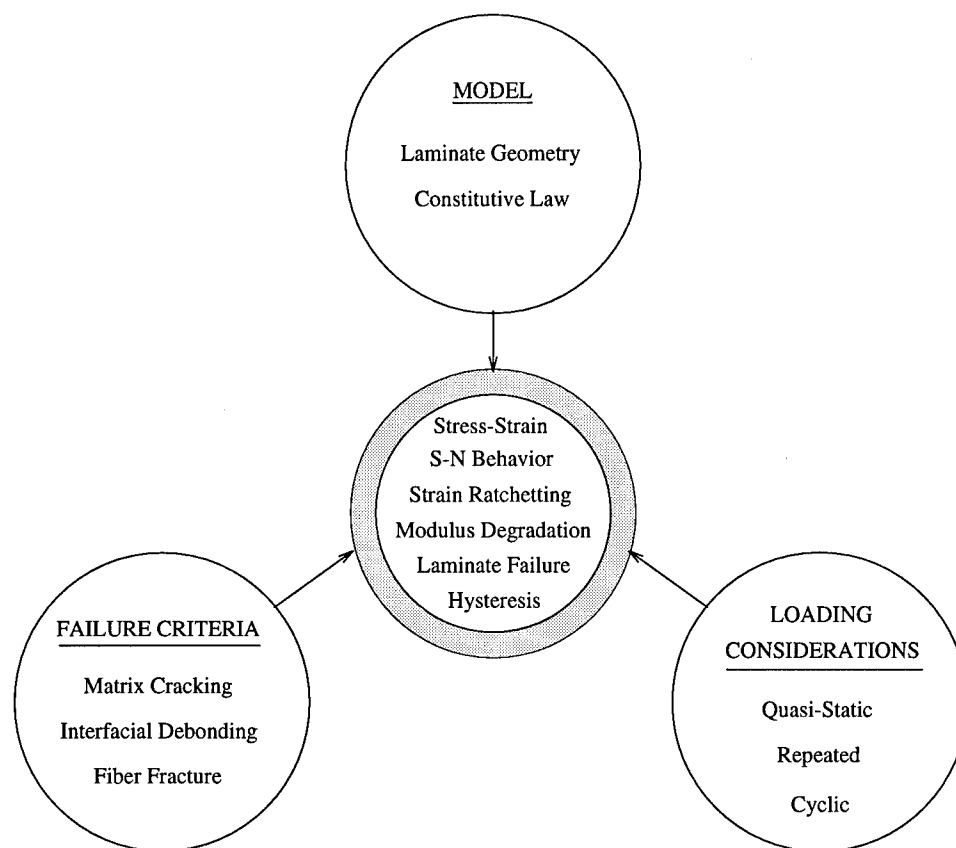 MODEL
Laminate Geometry
Constitutive Law
Stress-Strain
S-N Behavior
Strain Ratchetting
Modulus Degradation
Laminate Failure
Hysteresis
FAILURE CRITERIA
Matrix Cracking
Interfacial Debonding
Fiber Fracture
LOADING
CONSIDERATIONS
Quasi-Static
Repeated
Cyclic